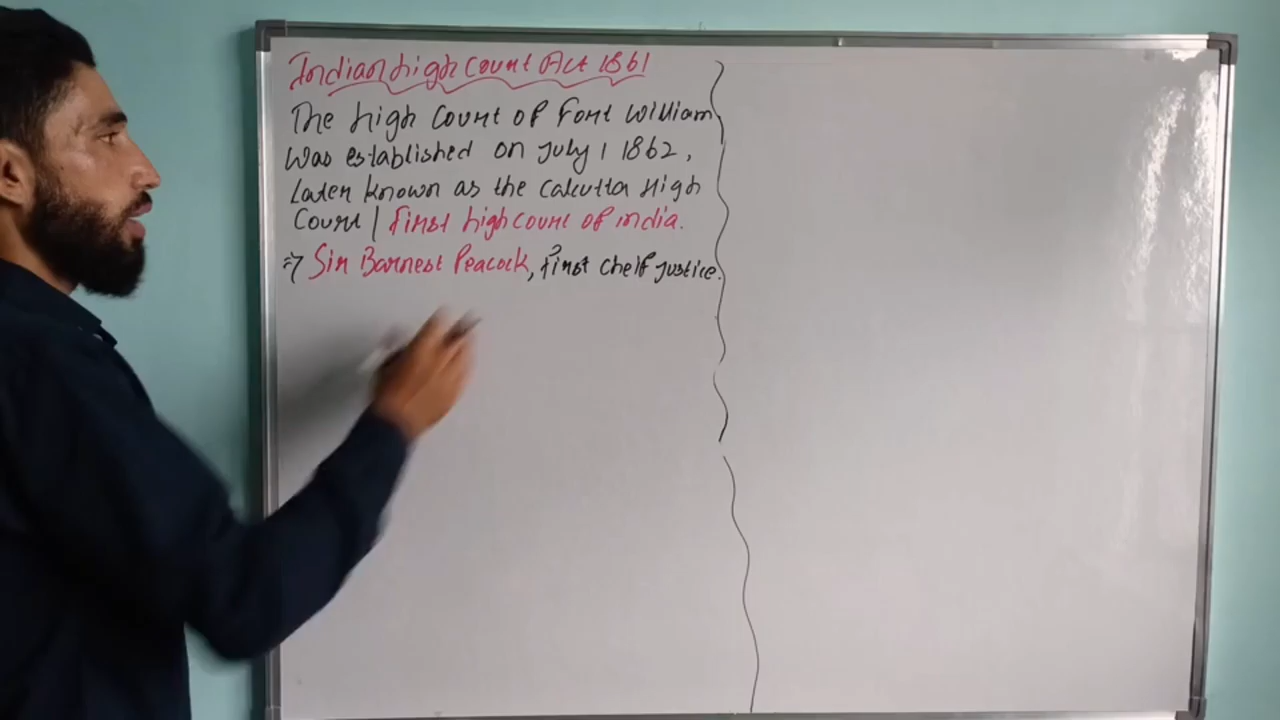 Indian high Court Act 1861
The high Court of Fort William
Was established on July 1 1862,
Later known as the Calcutta High
Court | first high court of india.
⇒ Sir Barnest Peacock, first cheif justice.